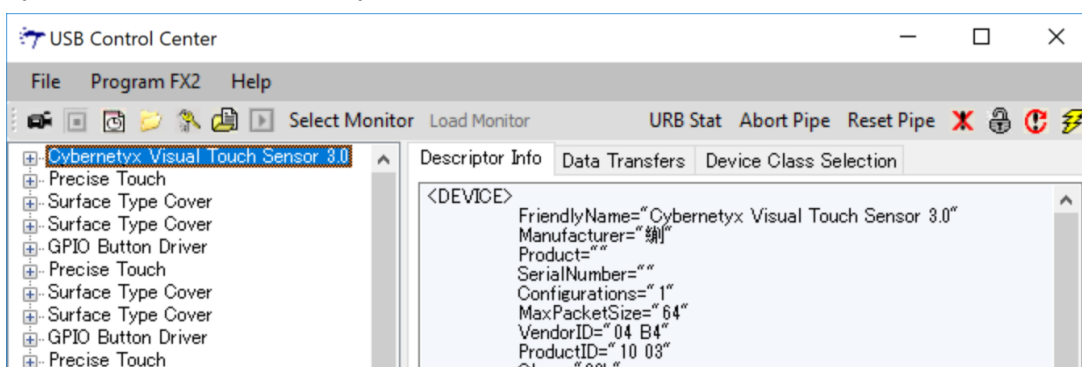 USB Control Center
File Program FX2 Help
Select Monitor Load Monitor URB Stat Abort Pipe Reset Pipe
Cybernetyx Visual Touch Sensor 3.0
Precise Touch
Surface Type Cover
Surface Type Cover
GPIO Button Driver
Precise Touch
Surface Type Cover
Surface Type Cover
GPIO Button Driver
Precise Touch
Descriptor Info Data Transfers Device Class Selection
<DEVICE>
FriendlyName="Cybernetyx Visual Touch Sensor 3.0"
Manufacturer="
Product=""
SerialNumber=""
Configurations="1"
MaxPacketSize="64"
VendorID="04 B4"
ProductID="10 03"